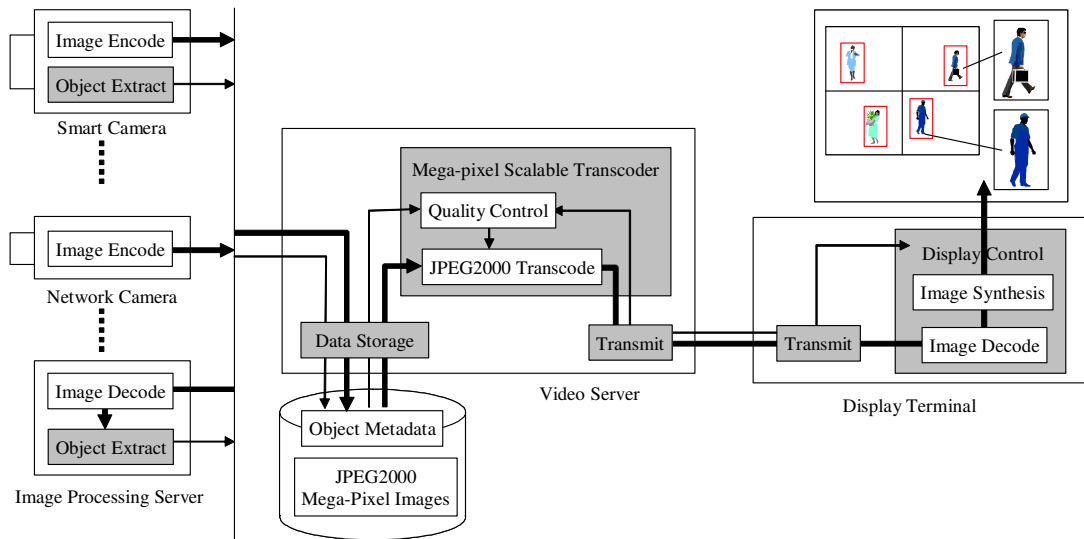 Image Encode
Object Extract
Smart Camera
Image Encode
Network Camera
Image Decode
Object Extract
Image Processing Server
Mega-pixel Scalable Transcoder
Quality Control
JPEG2000 Transcode
Data Storage
Transmit
Video Server
Object Metadata
JPEG2000
Mega-Pixel Images
Display Control
Image Synthesis
Transmit
Image Decode
Display Terminal